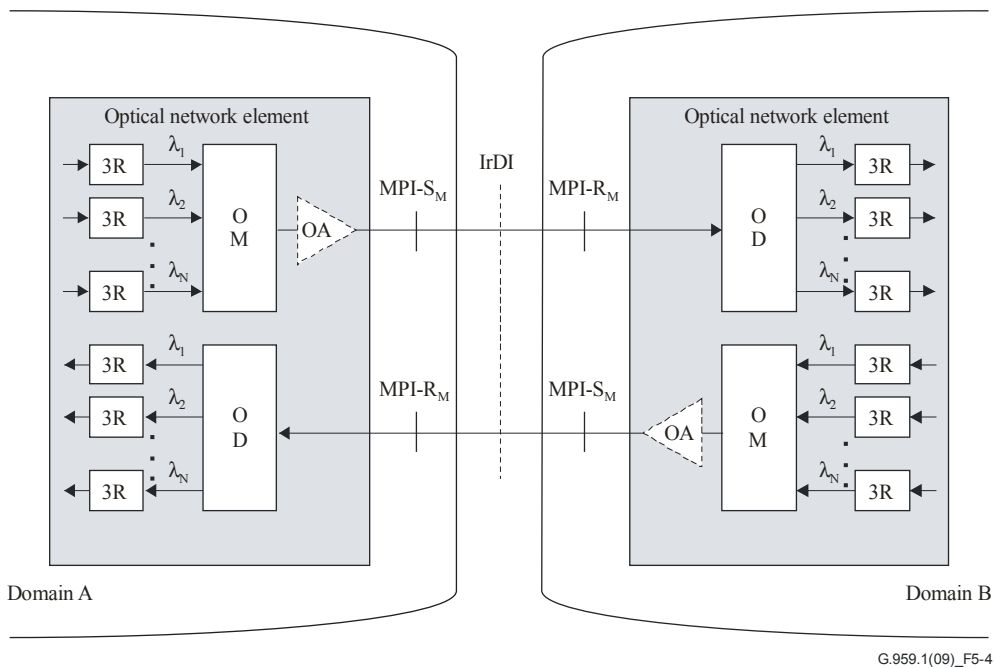 Optical network element
Optical network element
3R λ1
3R λ2
3R λN
O
M
OA
MPI-SM
IrDI
MPI-RM
O
D
λ1 3R
λ2 3R
λN 3R
3R λ1
3R λ2
3R λN
O
D
MPI-RM
MPI-SM
OA
O
M
λ1 3R
λ2 3R
λN 3R
Domain A
Domain B
G.959.1(09)_F5-4